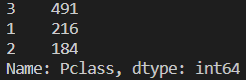 3    491
1    216
2    184
Name: Pclass, dtype: int64